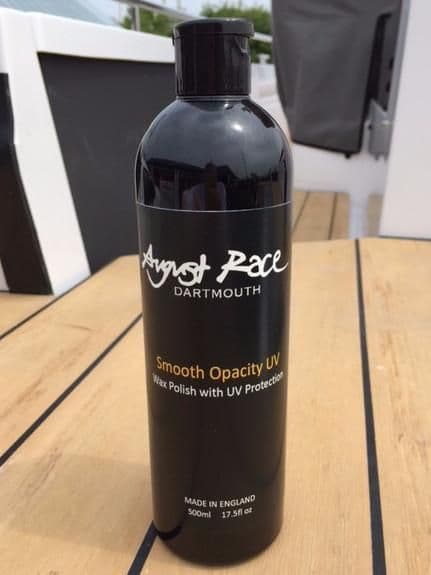 August Race
DARTMOUTH
Smooth Opacity UV
Wax Polish with UV Protection
MADE IN ENGLAND
500ml 17.5fl oz